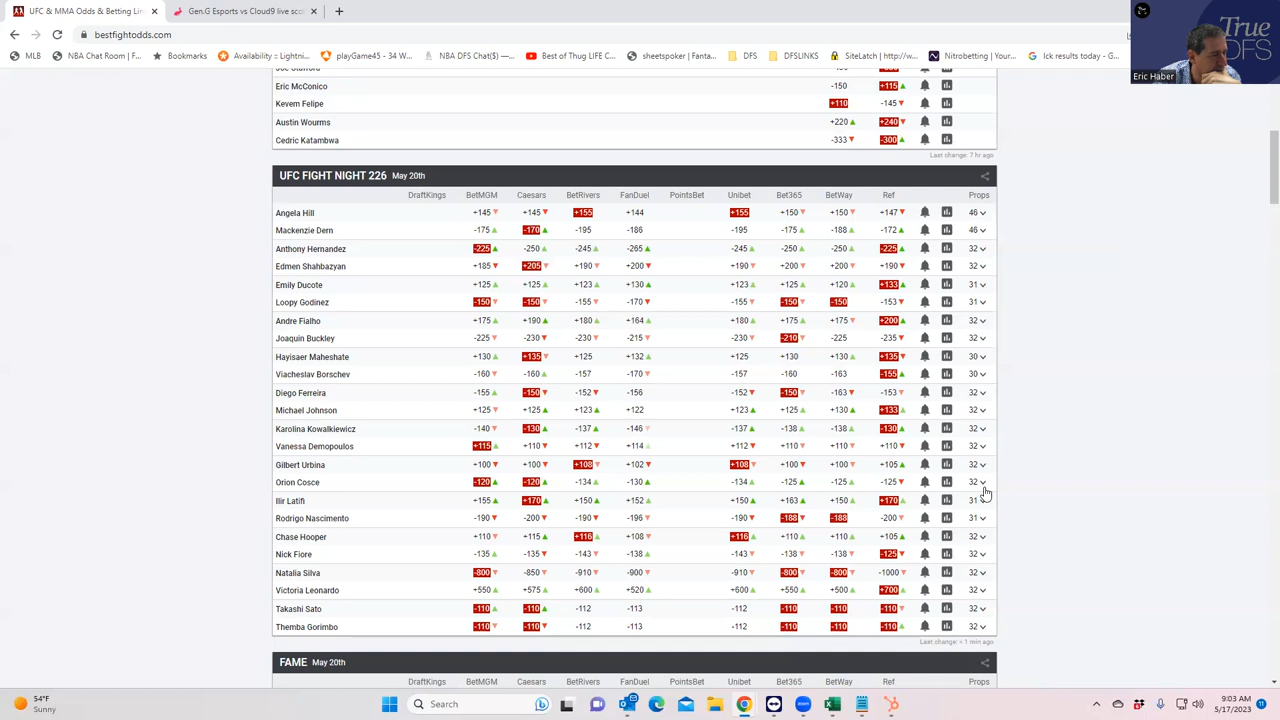 UFC & MMA Odds & Betting Lin
Gen.G Esports vs Cloud9 live sco
bestfightodds.com
MLB NBA Chat Room | F... Bookmarks Availability = Lightni... playGame45 - 34 W... NBA DFS Chat($) —... Best of Thug LIFE C... sheetspoker | Fanta... DFS DFSLINKS SiteLatch | http://w... Nitrobetting | Your... Ick results today - G...
True
DFS
Eric Haber
Eric McConico -150 +115
Kevem Felipe +110 -145
Austin Wourms +220 +240
Cedric Katambwa -333 -300
Last change: 7 hr ago
UFC FIGHT NIGHT 226 May 20th
DraftKings BetMGM Caesars BetRivers FanDuel PointsBet Unibet Bet365 BetWay Ref Props
Angela Hill +145 +145 +155 +144 +155 +150 +150 +147 46
Mackenzie Dern -175 -170 -195 -186 -195 -175 -188 -172 46
Anthony Hernandez -225 -250 -245 -265 -245 -250 -250 -225 32
Edmen Shahbazyan +185 +205 +190 +200 +190 +200 +200 +190 32
Emily Ducote +125 +125 +123 +128 +123 +125 +120 +133 31
Loopy Godinez -150 -150 -155 -170 -155 -150 -150 -153 31
Andre Fialho +175 +190 +180 +164 +180 +175 +175 +200 32
Joaquin Buckley -225 -230 -230 -215 -230 -210 -225 -235 32
Hayisaer Maheshate +130 +135 +125 +132 +125 +130 +130 +135 30
Viacheslav Borschev -160 -160 -157 -170 -157 -160 -163 -155 30
Diego Ferreira -155 -150 -152 -156 -152 -150 -163 -153 32
Michael Johnson +125 +125 +123 +122 +123 +125 +130 +133 32
Karolina Kowalkiewicz -140 -130 -137 -146 -137 -138 -138 -130 32
Vanessa Demopoulos +115 +110 +112 +114 +112 +110 +110 +110 32
Gilbert Urbina +100 +100 +108 +102 +108 +100 +100 +105 32
Orion Cosce -120 -120 -134 -130 -134 -125 -125 -125 32
Ilir Latifi +155 +170 +150 +152 +150 +163 +150 +170 31
Rodrigo Nascimento -190 -200 -190 -196 -190 -188 -188 -200 31
Chase Hooper +110 +115 +116 +108 +116 +110 +110 +105 32
Nick Fiore -135 -135 -143 -138 -143 -138 -138 -125 32
Natalia Silva -800 -850 -910 -900 -910 -800 -800 -1000 32
Victoria Leonardo +550 +575 +600 +520 +600 +550 +500 +700 32
Takashi Sato -110 -110 -112 -113 -112 -110 -110 -110 32
Themba Gorimbo -110 -110 -112 -113 -112 -110 -110 -110 32
Last change: < 1 min ago
FAME May 20th
DraftKings BetMGM Caesars BetRivers FanDuel PointsBet Unibet Bet365 BetWay Ref Props
54°F
Sunny
Search
9:03 AM
5/17/2023